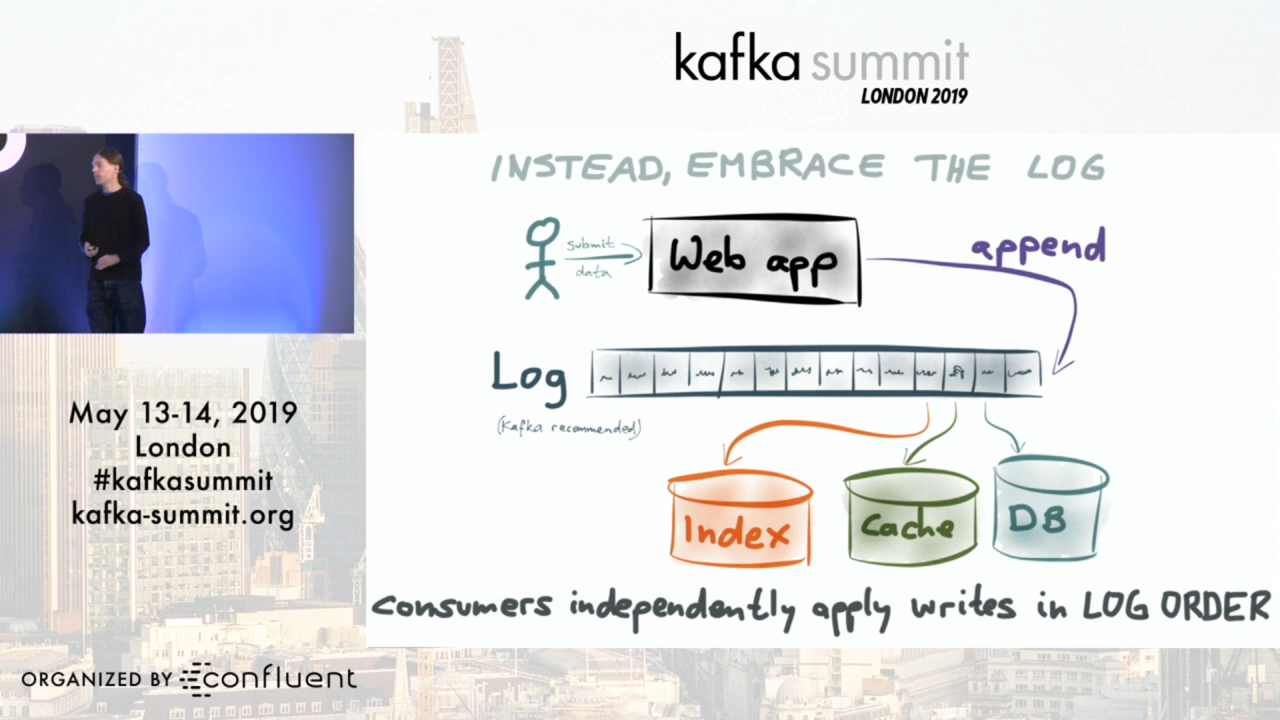 kafka summit
LONDON 2019
INSTEAD, EMBRACE THE LOG
submit
data
Web app
append
Log
(Kafka recommended)
Index
Cache
DB
consumers independently apply writes in LOG ORDER
May 13-14, 2019
London
#kafkasummit
kafka-summit.org
ORGANIZED BY confluent